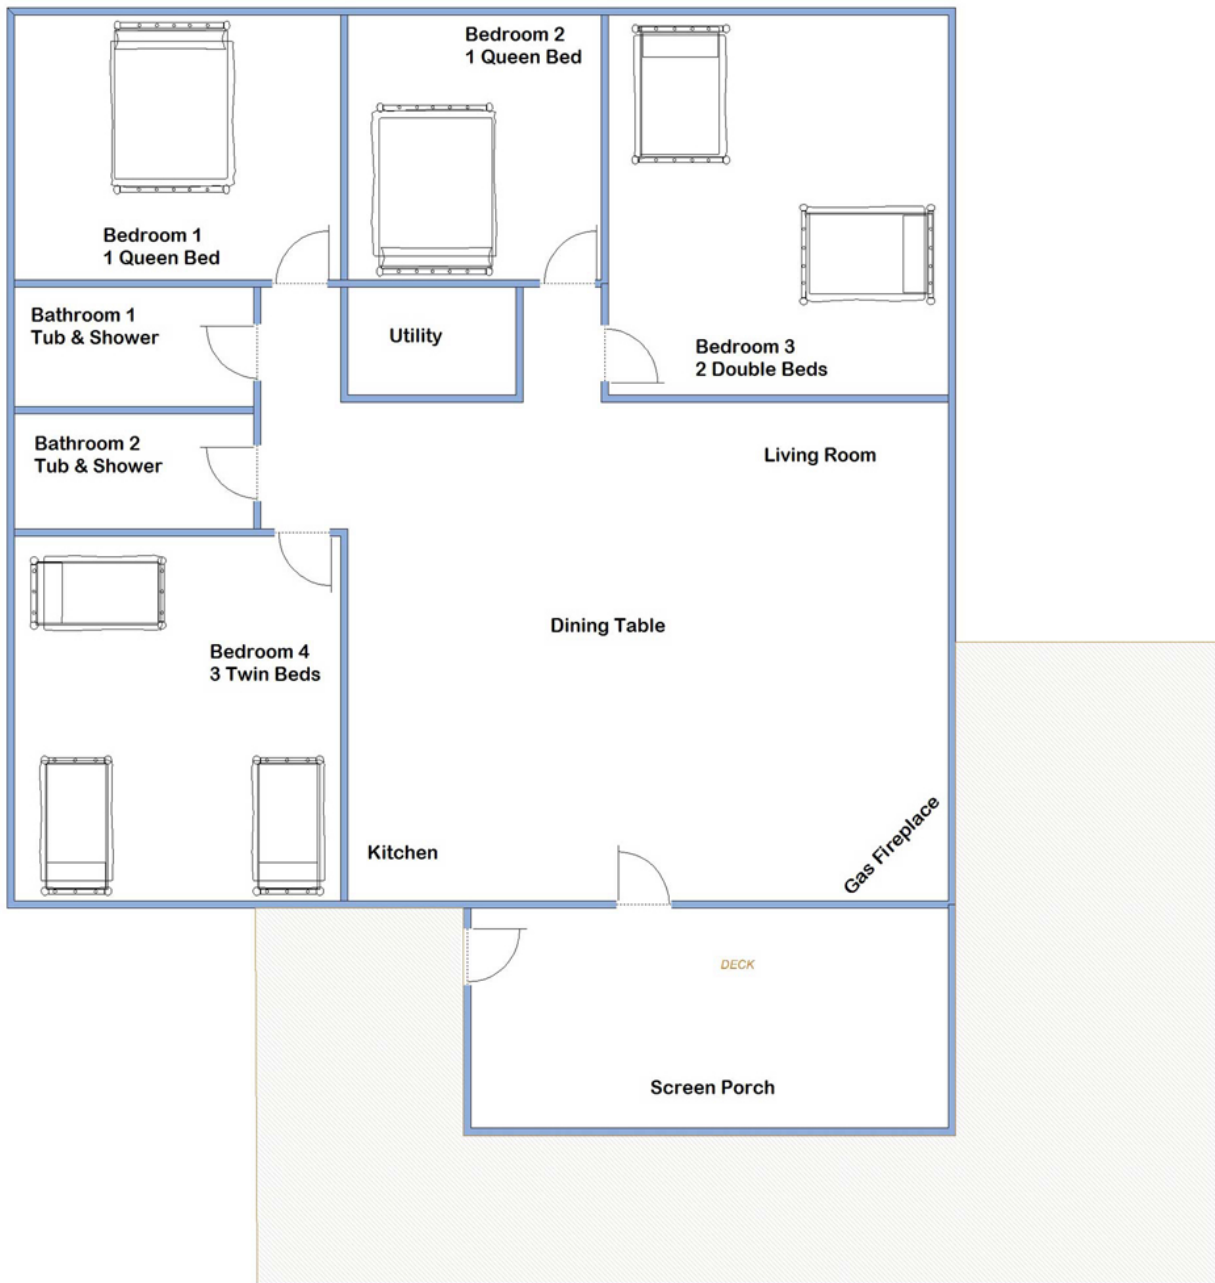 Bedroom 2
1 Queen Bed
Bedroom 1
1 Queen Bed
Bathroom 1
Tub & Shower
Utility
Bedroom 3
2 Double Beds
Bathroom 2
Tub & Shower
Living Room
Dining Table
Bedroom 4
3 Twin Beds
Kitchen
Gas Fireplace
DECK
Screen Porch